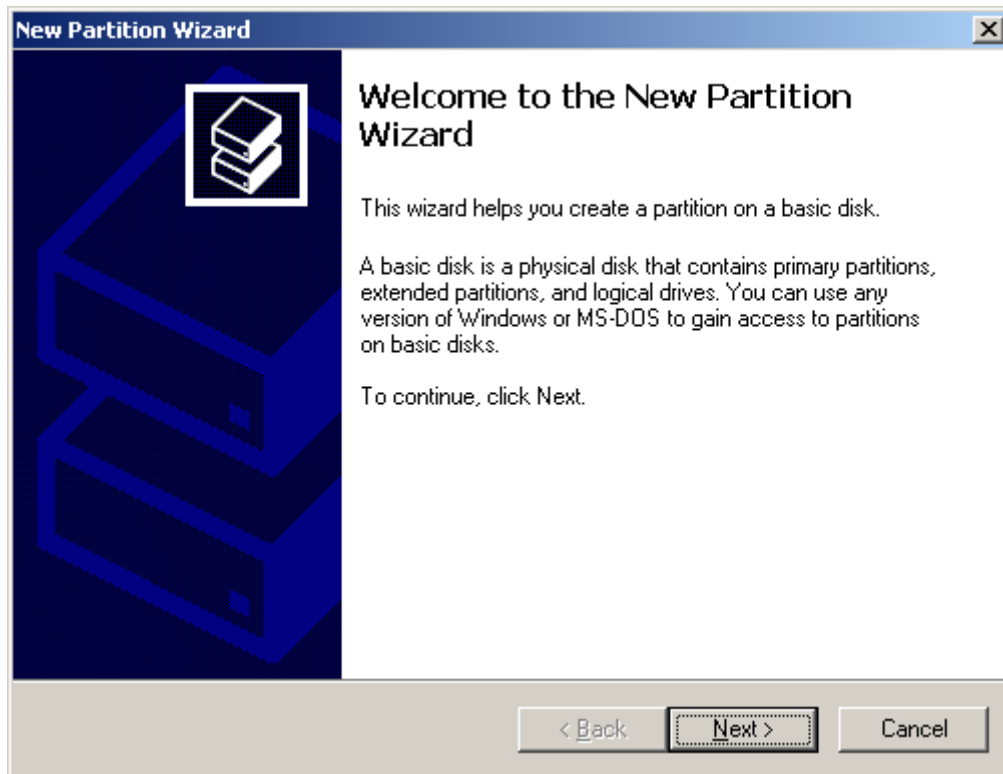 New Partition Wizard
Welcome to the New Partition
Wizard
This wizard helps you create a partition on a basic disk.
A basic disk is a physical disk that contains primary partitions,
extended partitions, and logical drives. You can use any
version of Windows or MS-DOS to gain access to partitions
on basic disks.
To continue, click Next.
< Back
Next >
Cancel